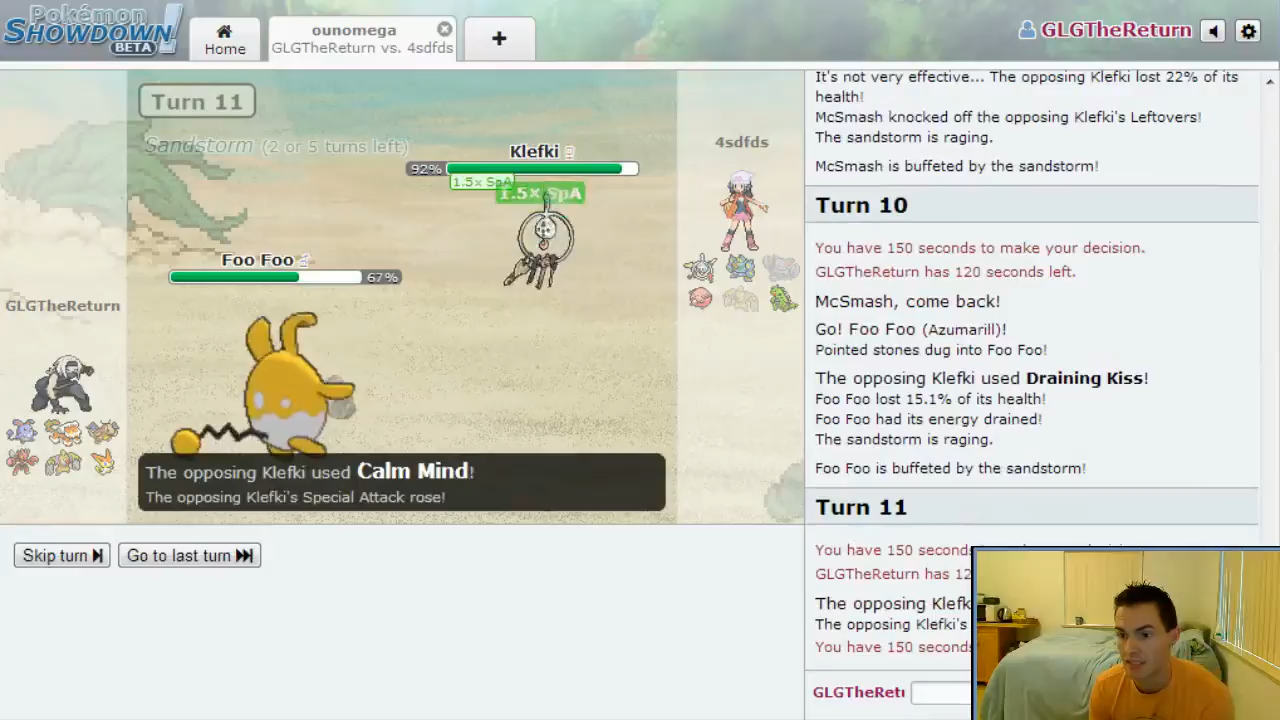 Pokémon
SHOWDOWN!
BETA
Home
ounomega
GLGTheReturn vs. 4sdfds
+
GLGTheReturn
Turn 11
Sandstorm (2 or 5 turns left)
Klefki
92%
1.5× SpA
1.5× SpA
Foo Foo
67%
GLGTheReturn
4sdfds
The opposing Klefki used Calm Mind!
The opposing Klefki's Special Attack rose!
Skip turn
Go to last turn
It's not very effective... The opposing Klefki lost 22% of its
health!
McSmash knocked off the opposing Klefki's Leftovers!
The sandstorm is raging.
McSmash is buffeted by the sandstorm!
Turn 10
You have 150 seconds to make your decision.
GLGTheReturn has 120 seconds left.
McSmash, come back!
Go! Foo Foo (Azumarill)!
Pointed stones dug into Foo Foo!
The opposing Klefki used Draining Kiss!
Foo Foo lost 15.1% of its health!
Foo Foo had its energy drained!
The sandstorm is raging.
Foo Foo is buffeted by the sandstorm!
Turn 11
You have 150 seconds
GLGTheReturn has 12
The opposing Klef
The opposing Klefki's
You have 150 seconds
GLGTheRet